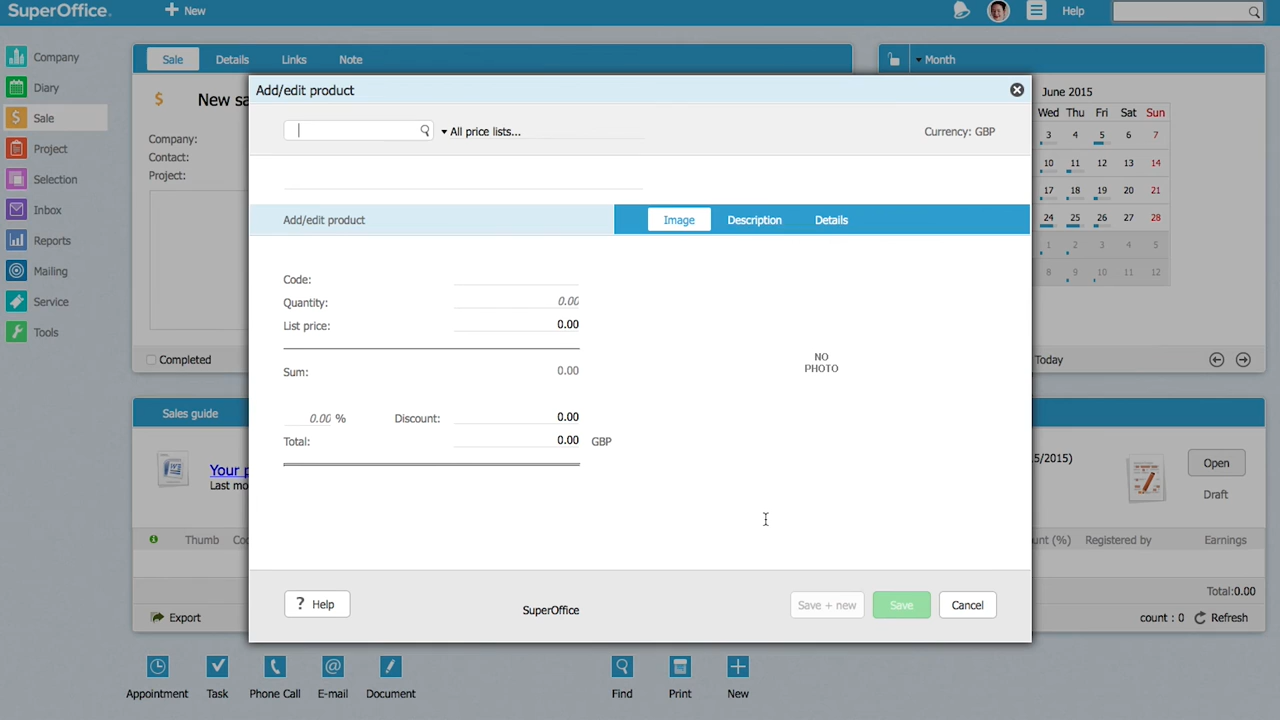 SuperOffice.
New
Help
Company
Diary
Sale
Project
Selection
Inbox
Reports
Mailing
Service
Tools
Sale Details Links Note
New sa
Company:
Contact:
Project:
Completed
Month
June 2015
Wed Thu Fri Sat Sun
3 4 5 6 7
10 11 12 13 14
17 18 19 20 21
24 25 26 27 28
1 2 3 4 5
8 9 10 11 12
Today
Add/edit product
All price lists...
Currency: GBP
Add/edit product
Image Description Details
Code:
Quantity: 0.00
List price: 0.00
Sum: 0.00
0.00 % Discount: 0.00
Total: 0.00 GBP
NO
PHOTO
? Help
SuperOffice
Save + new Save Cancel
Sales guide
Your p
Last mo
/2015)
Open
Draft
Thumb Co
unt (%) Registered by Earnings
Total:0.00
Export
count : 0 Refresh
Appointment Task Phone Call E-mail Document Find Print New